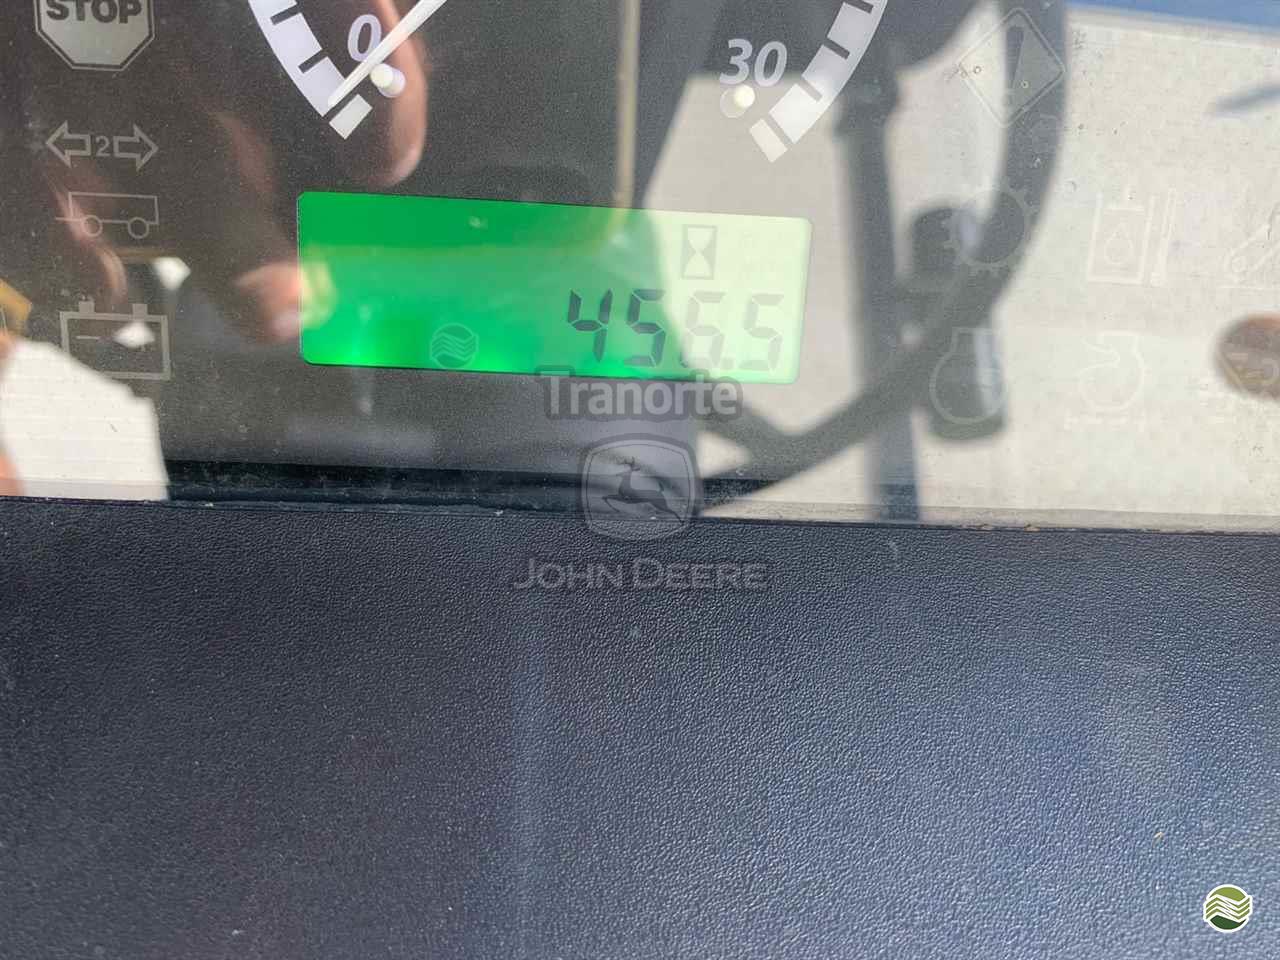 STOP
0
30
2
456.5
Tranorte
JOHN DEERE